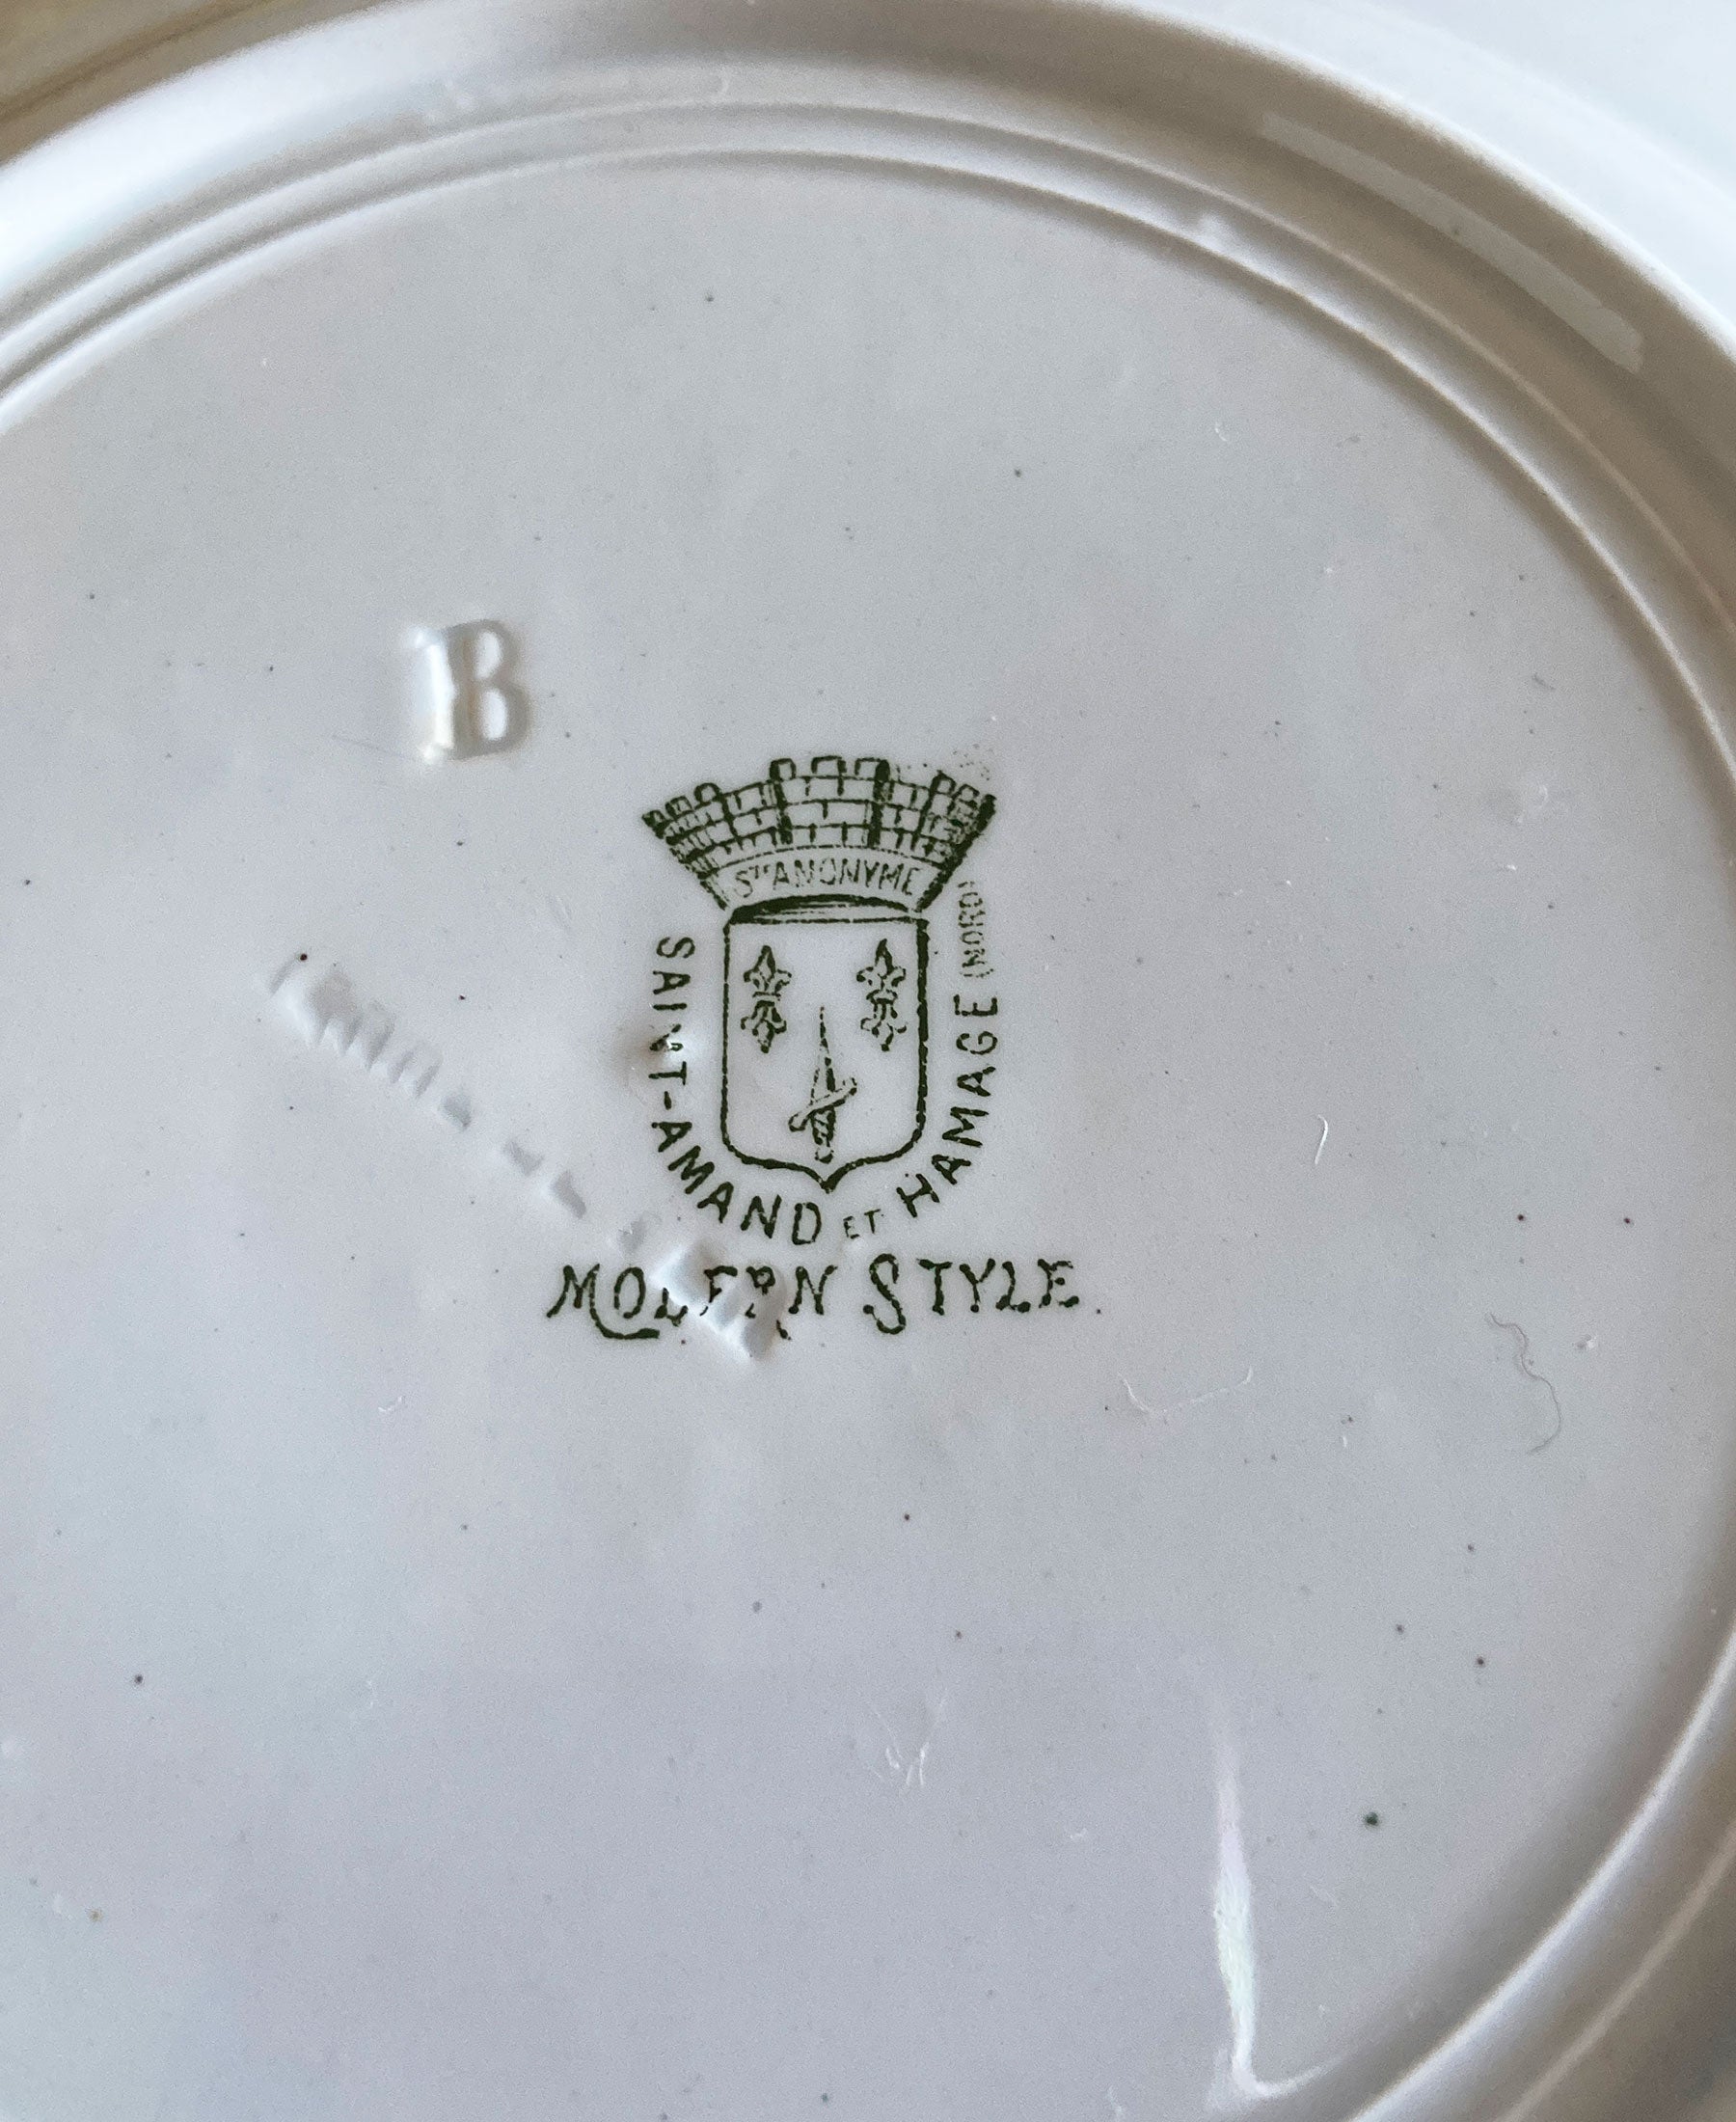 B
Sté ANONYME
SAINT-AMAND ET HAMAGE (NORD)
MODERN STYLE